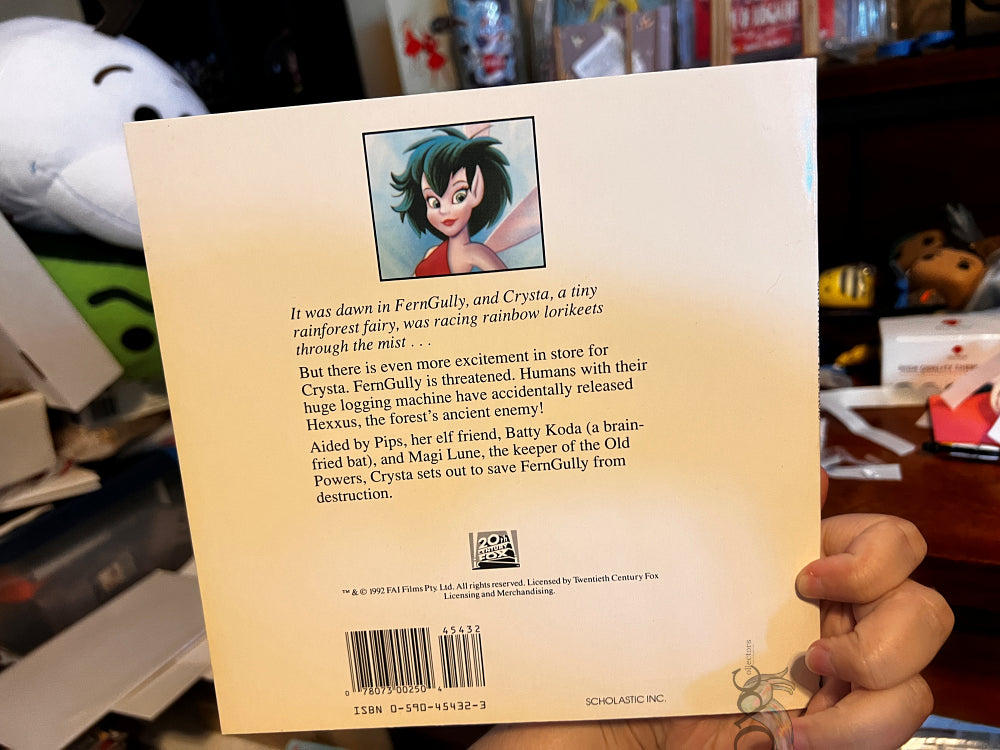 It was dawn in FernGully, and Crysta, a tiny
rainforest fairy, was racing rainbow lorikeets
through the mist . . .
But there is even more excitement in store for
Crysta. FernGully is threatened. Humans with their
huge logging machine have accidentally released
Hexxus, the forest's ancient enemy!
Aided by Pips, her elf friend, Batty Koda (a brain-
fried bat), and Magi Lune, the keeper of the Old
Powers, Crysta sets out to save FernGully from
destruction.
20th
CENTURY
FOX
™ & © 1992 FAI Films Pty. Ltd. All rights reserved. Licensed by Twentieth Century Fox
Licensing and Merchandising.
45432
0 78073 00250 4
ISBN 0-590-45432-3
SCHOLASTIC INC.